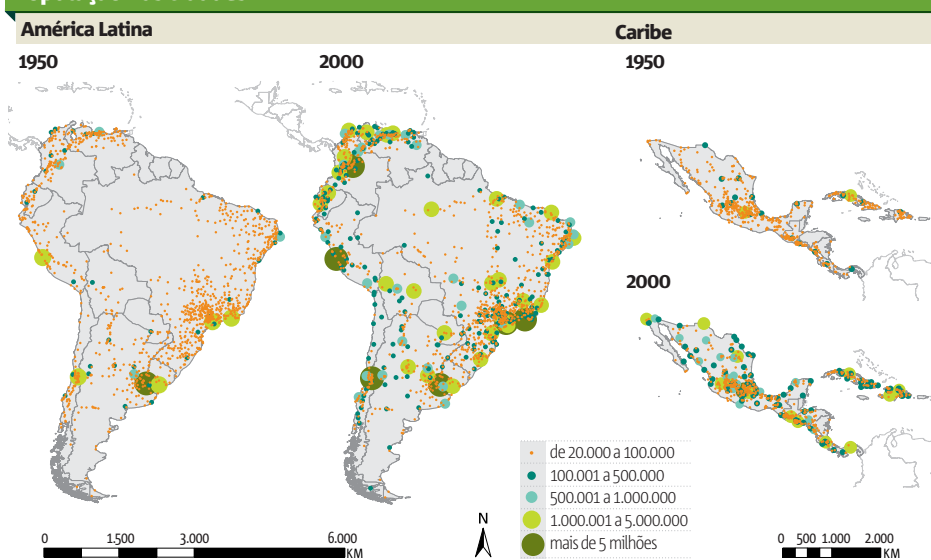 América Latina
Caribe
1950
2000
1950
2000
de 20.000 a 100.000
100.001 a 500.000
500.001 a 1.000.000
1.000.001 a 5.000.000
mais de 5 milhões
N
0 1.500 3.000 6.000
KM
0 500 1.000 2.000
KM